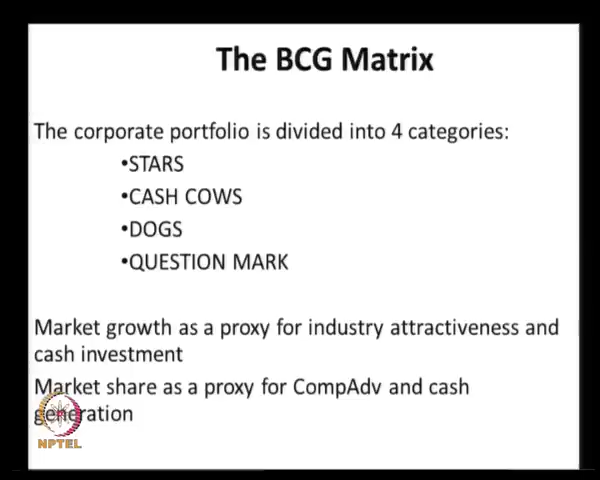 The BCG Matrix
The corporate portfolio is divided into 4 categories:
•STARS
•CASH COWS
•DOGS
•QUESTION MARK
Market growth as a proxy for industry attractiveness and
cash investment
Market share as a proxy for CompAdv and cash
generation
NPTEL